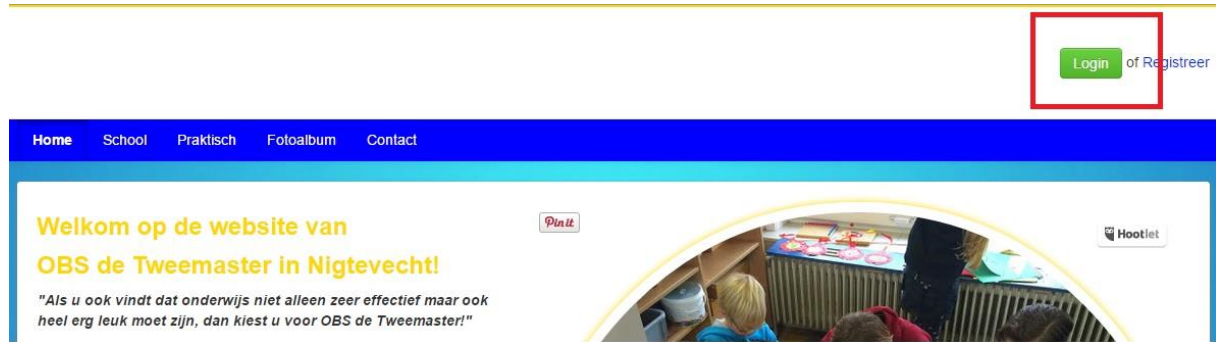 Login of Registreer
Home School Praktisch Fotoalbum Contact
Welkom op de website van
OBS de Tweemaster in Nigtevecht!
"Als u ook vindt dat onderwijs niet alleen zeer effectief maar ook
heel erg leuk moet zijn, dan kiest u voor OBS de Tweemaster!"
Pin it
Hootlet